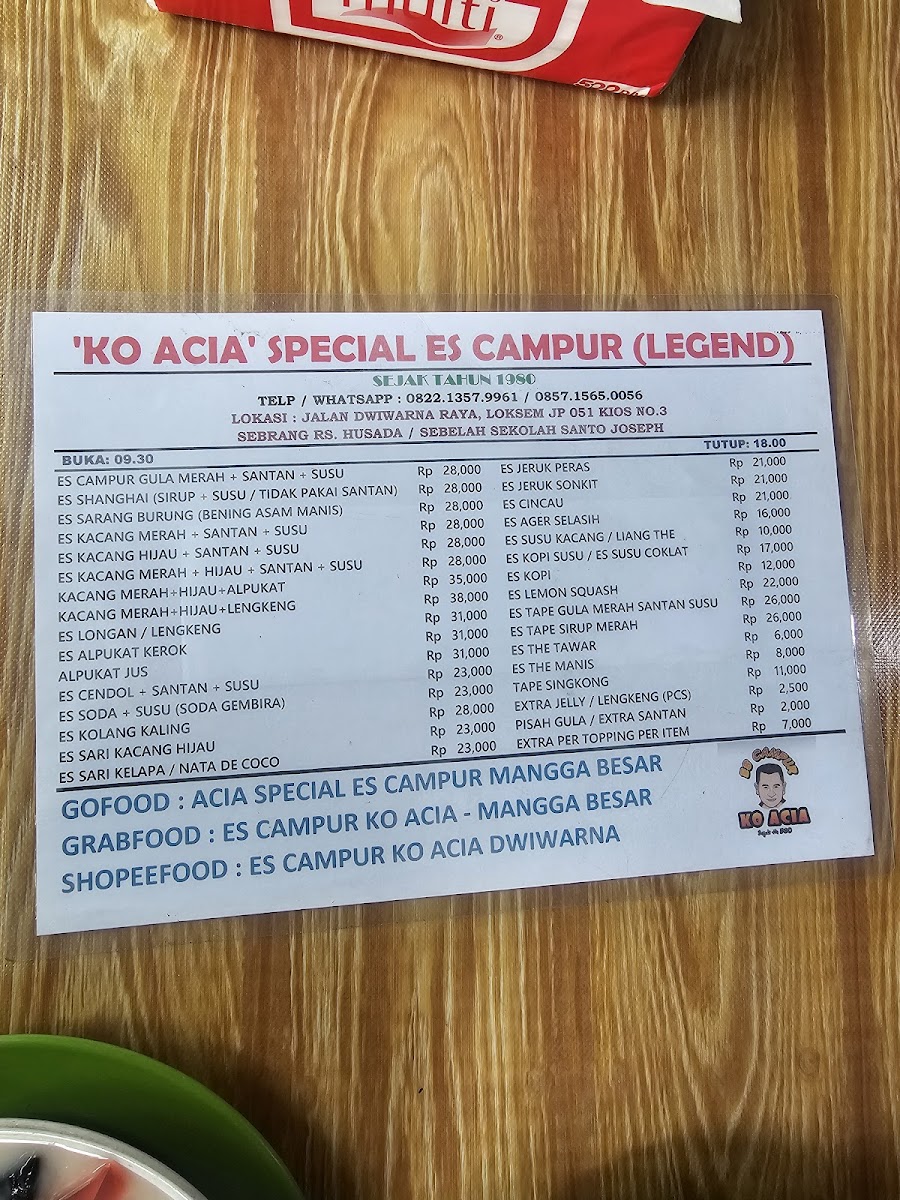 multi
'KO ACIA' SPECIAL ES CAMPUR (LEGEND)
SEJAK TAHUN 1980
TELP / WHATSAPP : 0822.1357.9961 / 0857.1565.0056
LOKASI : JALAN DWIWARNA RAYA, LOKSEM JP 051 KIOS NO.3
SEBRANG RS. HUSADA / SEBELAH SEKOLAH SANTO JOSEPH
BUKA: 09.30 TUTUP: 18.00
ES CAMPUR GULA MERAH + SANTAN + SUSU Rp 28,000 ES JERUK PERAS Rp 21,000
ES SHANGHAI (SIRUP + SUSU / TIDAK PAKAI SANTAN) Rp 28,000 ES JERUK SONKIT Rp 21,000
ES SARANG BURUNG (BENING ASAM MANIS) Rp 28,000 ES CINCAU Rp 21,000
ES KACANG MERAH + SANTAN + SUSU Rp 28,000 ES AGER SELASIH Rp 16,000
ES KACANG HIJAU + SANTAN + SUSU Rp 28,000 ES SUSU KACANG / LIANG THE Rp 10,000
ES KACANG MERAH + HIJAU + SANTAN + SUSU Rp 28,000 ES KOPI SUSU / ES SUSU COKLAT Rp 17,000
KACANG MERAH+HIJAU+ALPUKAT Rp 35,000 ES KOPI Rp 12,000
KACANG MERAH+HIJAU+LENGKENG Rp 38,000 ES LEMON SQUASH Rp 22,000
ES LONGAN / LENGKENG Rp 31,000 ES TAPE GULA MERAH SANTAN SUSU Rp 26,000
ES ALPUKAT KEROK Rp 31,000 ES TAPE SIRUP MERAH Rp 26,000
ALPUKAT JUS Rp 31,000 ES THE TAWAR Rp 6,000
ES CENDOL + SANTAN + SUSU Rp 23,000 ES THE MANIS Rp 8,000
ES SODA + SUSU (SODA GEMBIRA) Rp 23,000 TAPE SINGKONG Rp 11,000
ES KOLANG KALING Rp 28,000 EXTRA JELLY / LENGKENG (PCS) Rp 2,500
ES SARI KACANG HIJAU Rp 23,000 PISAH GULA / EXTRA SANTAN Rp 2,000
ES SARI KELAPA / NATA DE COCO Rp 23,000 EXTRA PER TOPPING PER ITEM Rp 7,000
GOFOOD : ACIA SPECIAL ES CAMPUR MANGGA BESAR
GRABFOOD : ES CAMPUR KO ACIA - MANGGA BESAR
SHOPEEFOOD : ES CAMPUR KO ACIA DWIWARNA
ES CAMPUR
KO ACIA